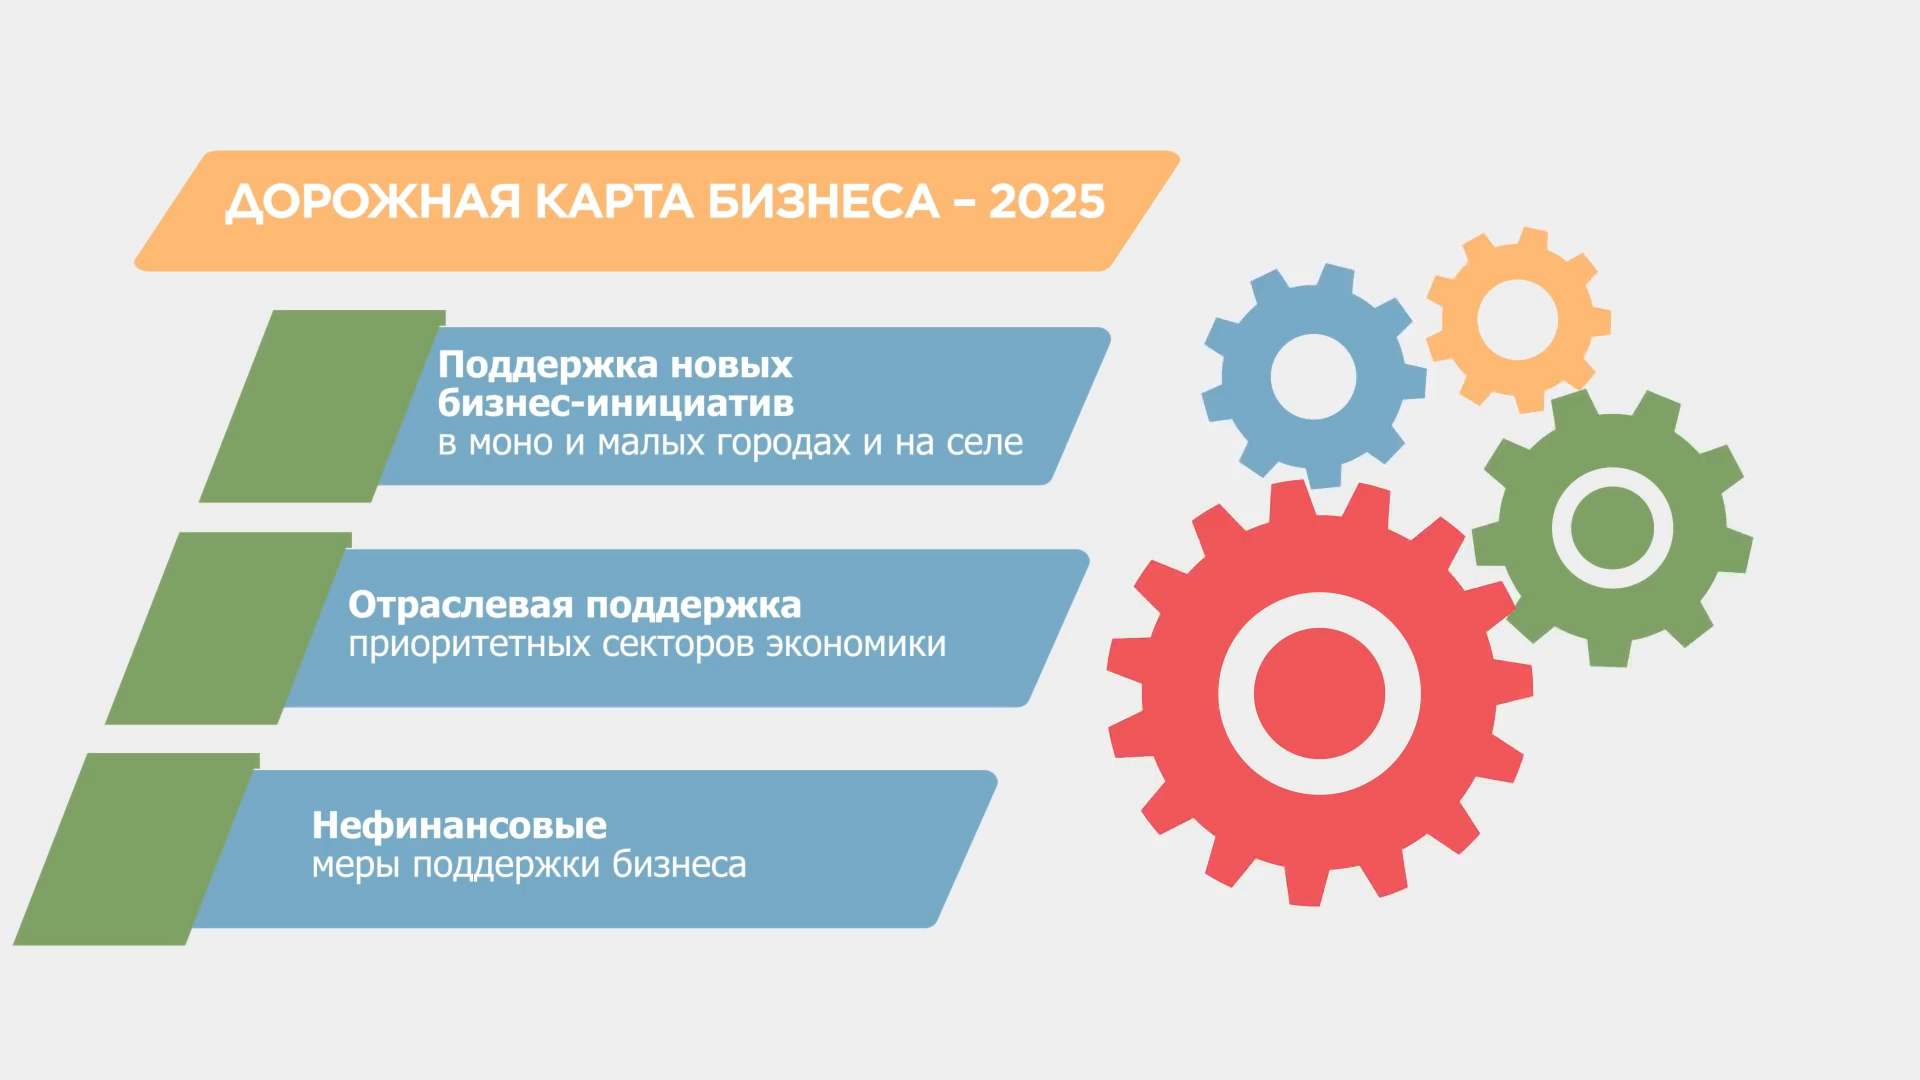 ДОРОЖНАЯ КАРТА БИЗНЕСА – 2025
Поддержка новых
бизнес-инициатив
в моно и малых городах и на селе
Отраслевая поддержка
приоритетных секторов экономики
Нефинансовые
меры поддержки бизнеса